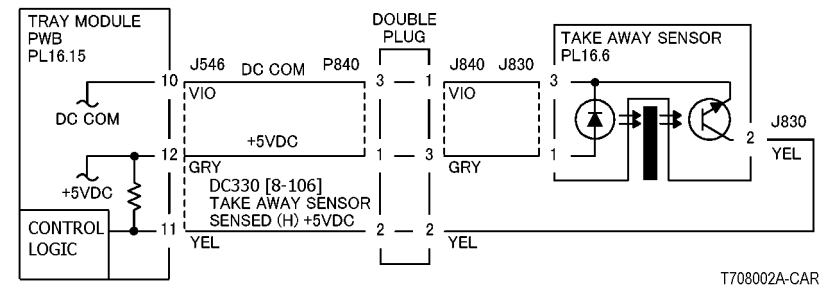 TRAY MODULE
PWB
PL16.15
DC COM
+5VDC
CONTROL
LOGIC
10
12
11
J546
DC COM
P840
VIO
+5VDC
GRY
DC330 [8-106]
TAKE AWAY SENSOR
SENSED (H) +5VDC
YEL
DOUBLE
PLUG
3
1
1
3
2
2
J840
J830
VIO
GRY
YEL
TAKE AWAY SENSOR
PL16.6
3
1
2
J830
YEL
T708002A-CAR